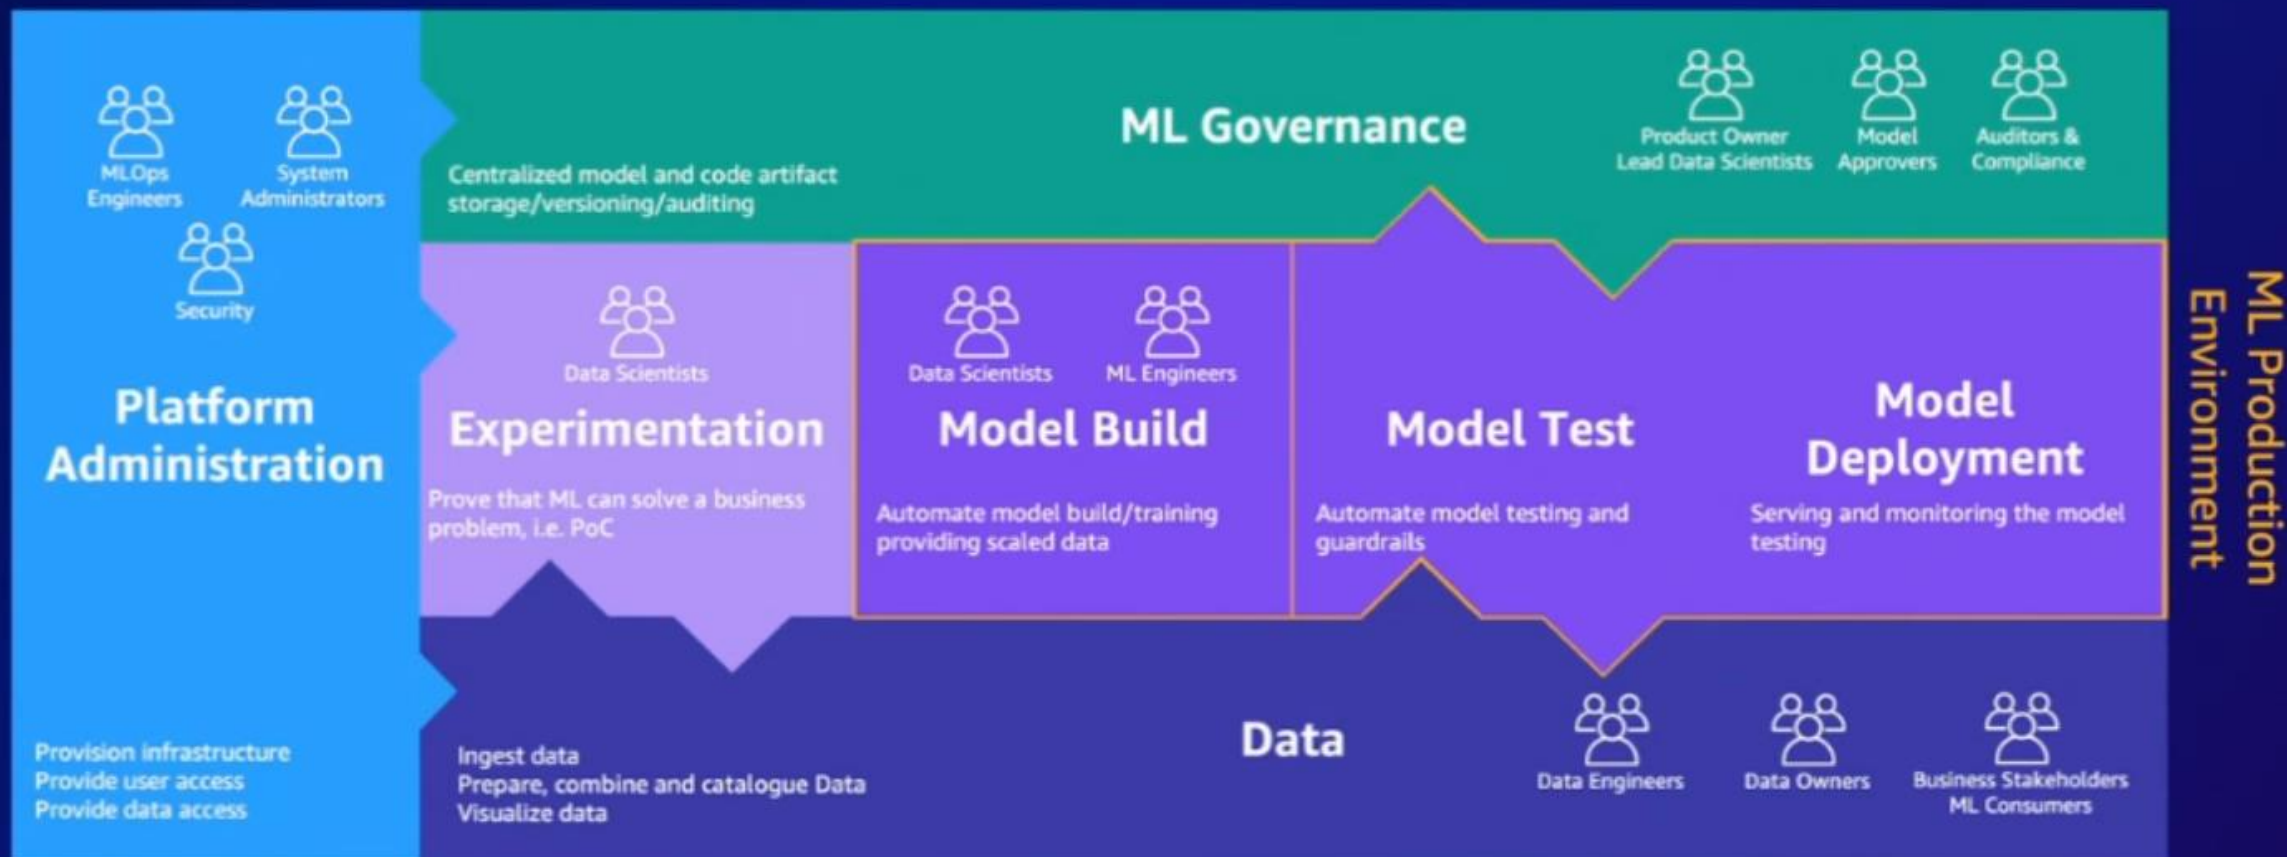 MLOps
Engineers
System
Administrators
Security
Platform
Administration
Provision infrastructure
Provide user access
Provide data access
ML Governance
Centralized model and code artifact
storage/versioning/auditing
Product Owner
Lead Data Scientists
Model
Approvers
Auditors &
Compliance
Data Scientists
Experimentation
Prove that ML can solve a business
problem, i.e. PoC
Data Scientists
ML Engineers
Model Build
Automate model build/training
providing scaled data
Model Test
Automate model testing and
guardrails
Model
Deployment
Serving and monitoring the model
testing
Data
Ingest data
Prepare, combine and catalogue Data
Visualize data
Data Engineers
Data Owners
Business Stakeholders
ML Consumers
ML Production
Environment